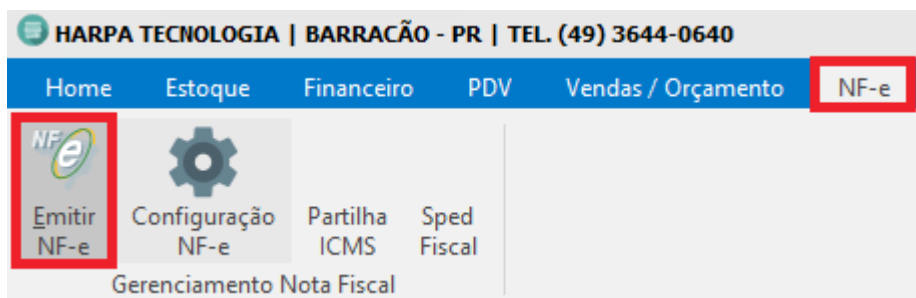 HARPA TECNOLOGIA | BARRACÃO - PR | TEL. (49) 3644-0640
Home Estoque Financeiro PDV Vendas / Orçamento NF-e
NFe
Emitir Configuração Partilha Sped
NF-e NF-e ICMS Fiscal
Gerenciamento Nota Fiscal